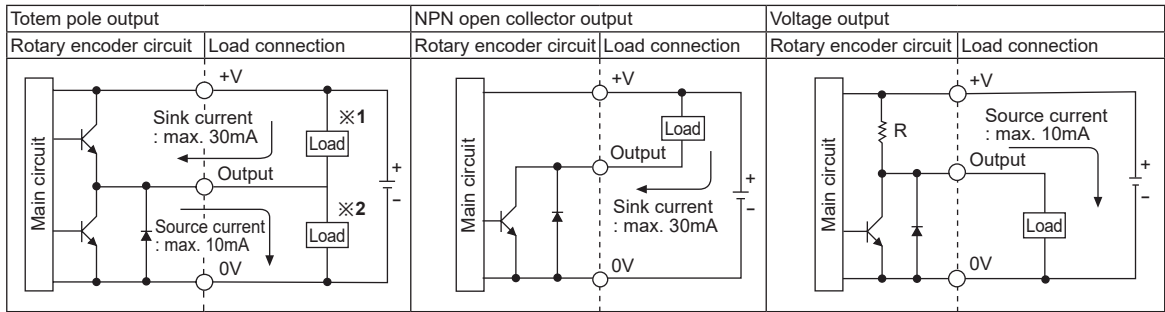 Totem pole output
Rotary encoder circuit Load connection
Main circuit
+V
Sink current
: max. 30mA
※1
Load
Output
+
-
※2
Source current
: max. 10mA
Load
0V
NPN open collector output
Rotary encoder circuit Load connection
Main circuit
+V
Load
Output
+
-
Sink current
: max. 30mA
0V
Voltage output
Rotary encoder circuit Load connection
Main circuit
+V
R
Source current
: max. 10mA
Output
+
-
Load
0V